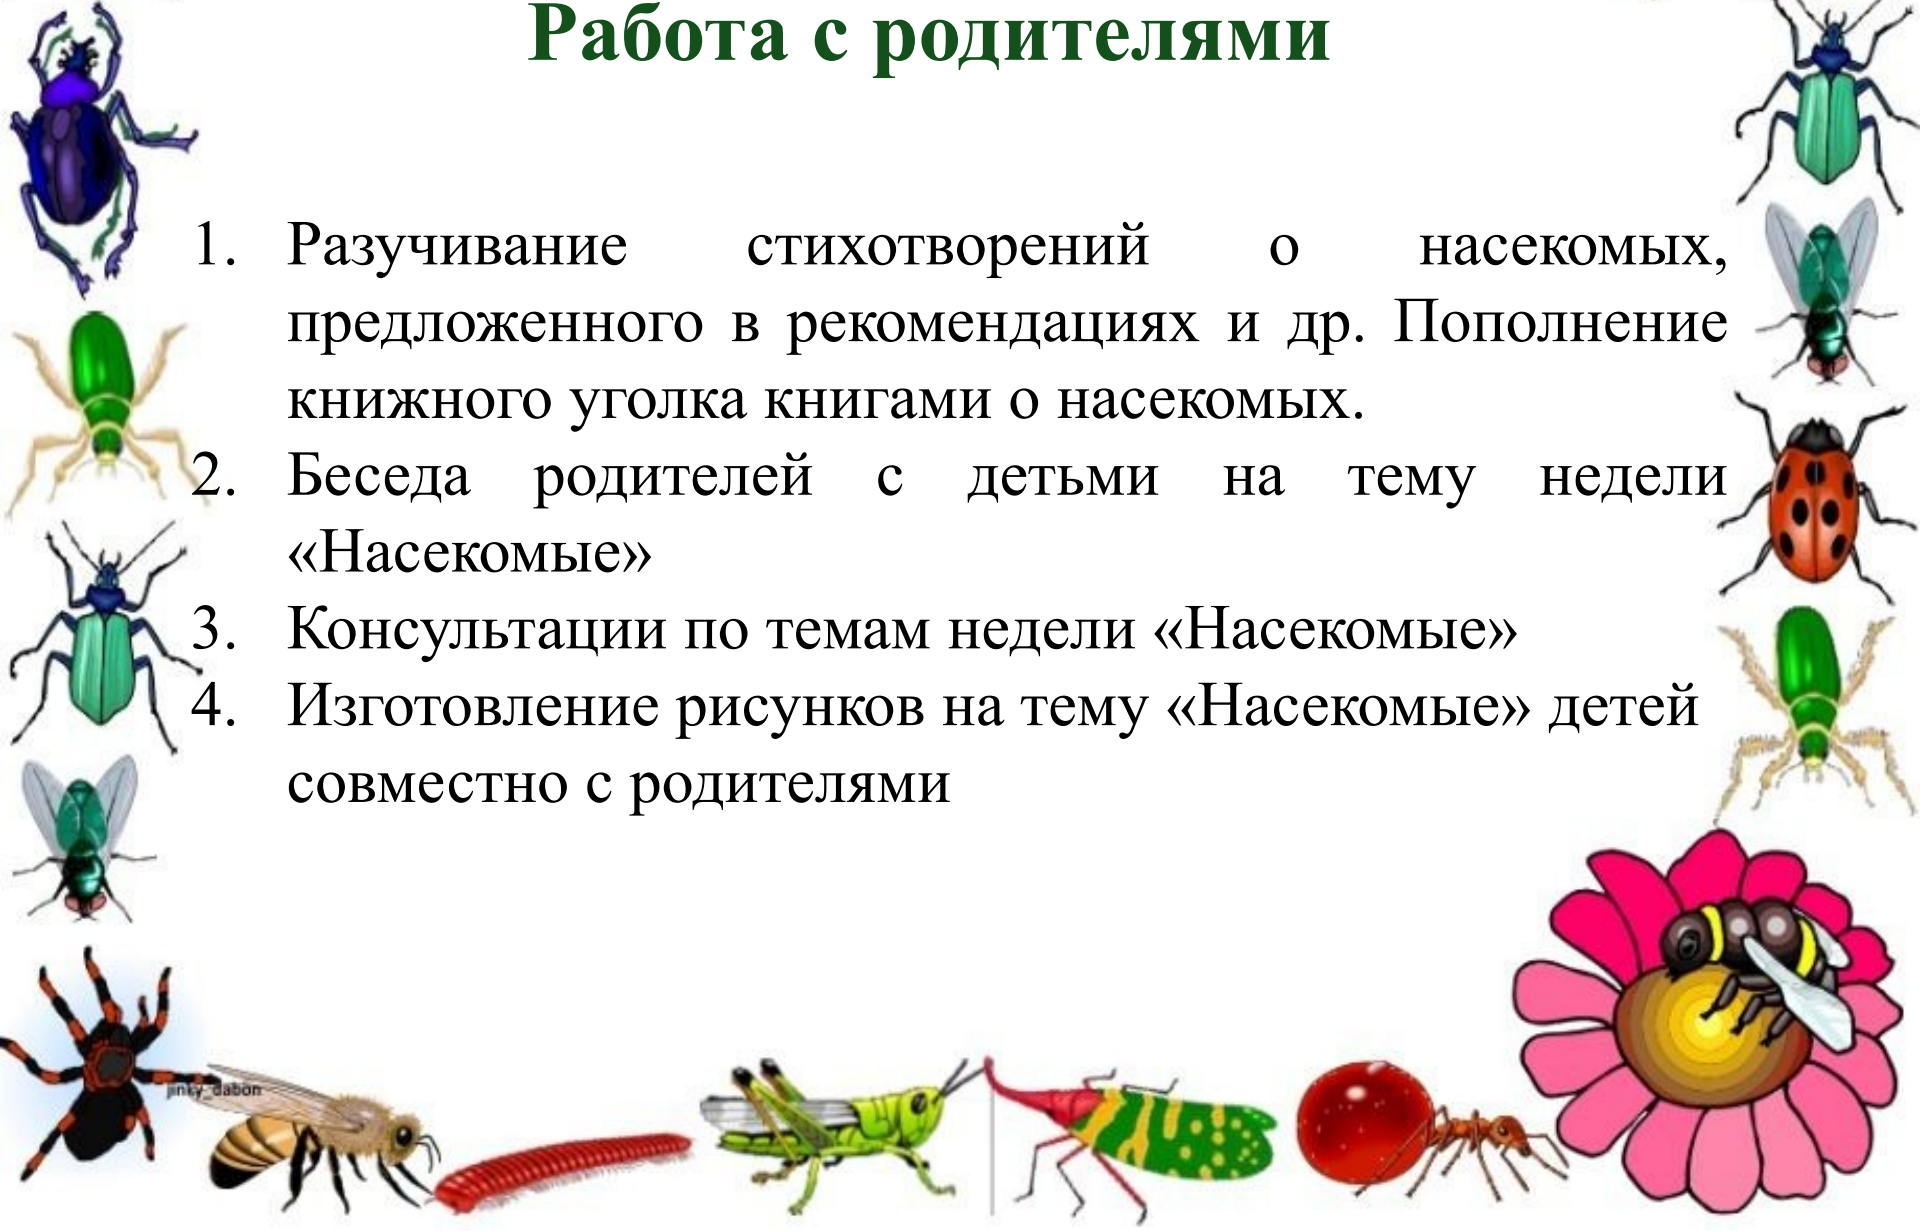 Работа с родителями
1. Разучивание стихотворений о насекомых,
предложенного в рекомендациях и др. Пополнение
книжного уголка книгами о насекомых.
2. Беседа родителей с детьми на тему недели
«Насекомые»
3. Консультации по темам недели «Насекомые»
4. Изготовление рисунков на тему «Насекомые» детей
совместно с родителями
jinky_dabon